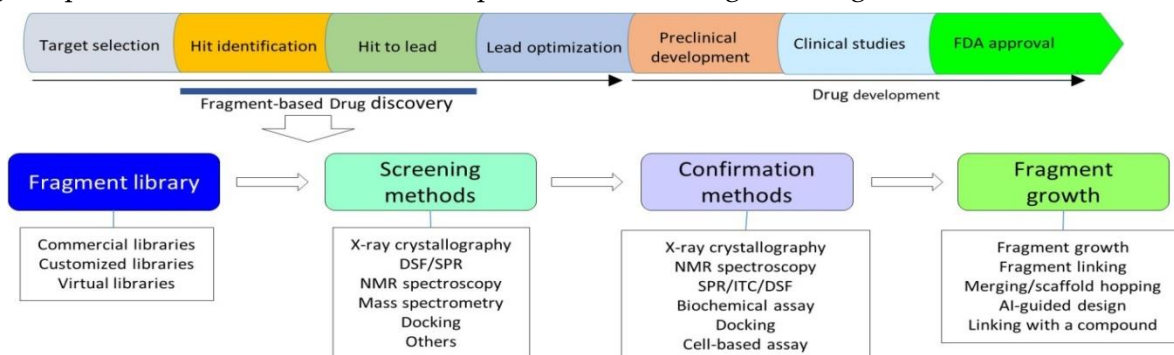 Target selection
Hit identification
Hit to lead
Lead optimization
Preclinical
development
Clinical studies
FDA approval
Fragment-based Drug discovery
Drug development
Fragment library
Screening
methods
Confirmation
methods
Fragment
growth
Commercial libraries
Customized libraries
Virtual libraries
X-ray crystallography
DSF/SPR
NMR spectroscopy
Mass spectrometry
Docking
Others
X-ray crystallography
NMR spectroscopy
SPR/ITC/DSF
Biochemical assay
Docking
Cell-based assay
Fragment growth
Fragment linking
Merging/scaffold hopping
AI-guided design
Linking with a compound